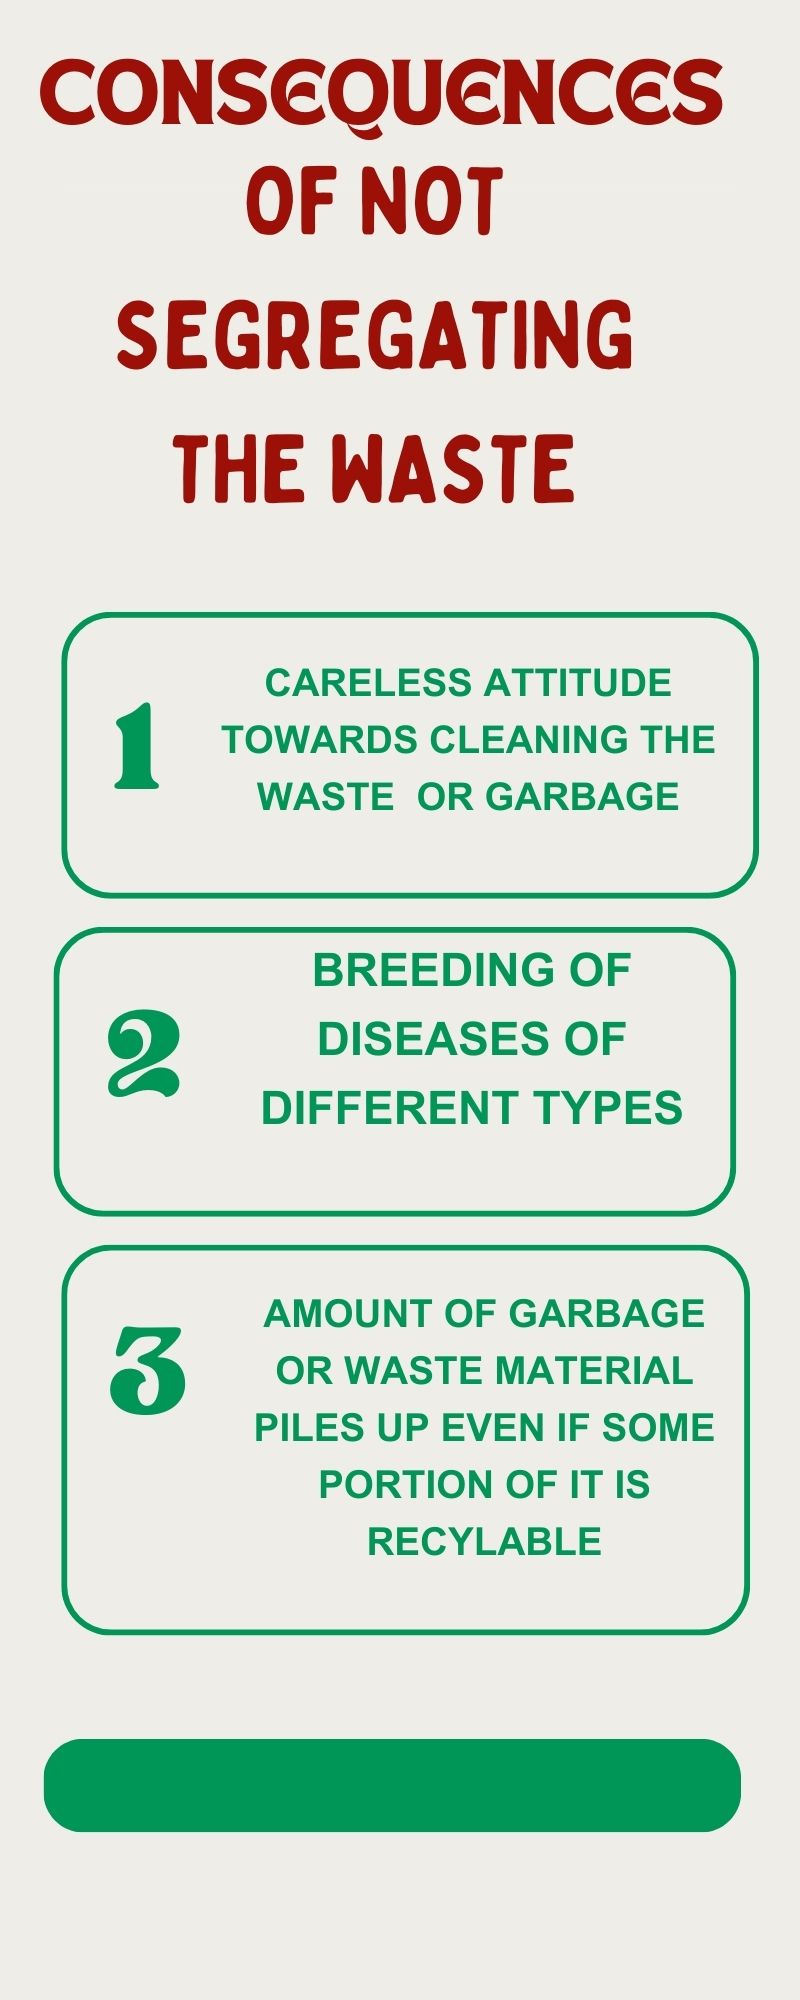 CONSEQUENCES
OF NOT
SEGREGATING
THE WASTE
1
CARELESS ATTITUDE
TOWARDS CLEANING THE
WASTE  OR GARBAGE
2
BREEDING OF
DISEASES OF
DIFFERENT TYPES
3
AMOUNT OF GARBAGE
OR WASTE MATERIAL
PILES UP EVEN IF SOME
PORTION OF IT IS
RECYLABLE